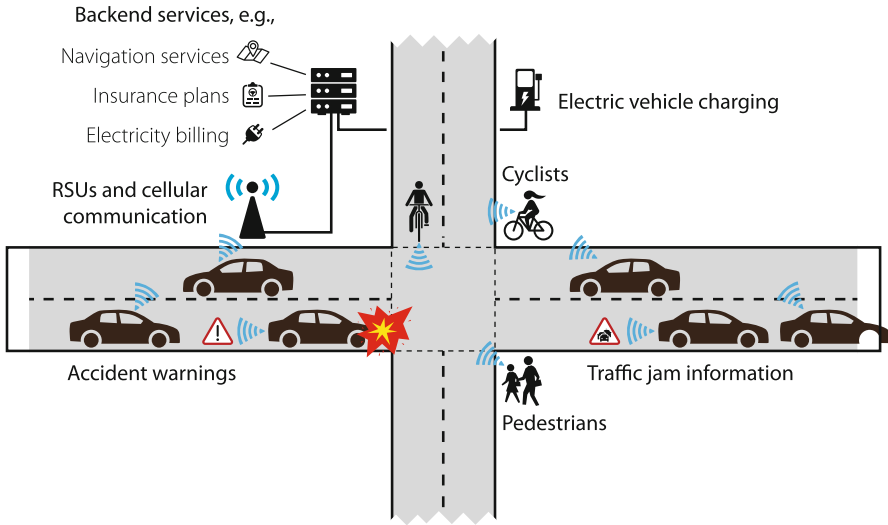 Backend services, e.g.,
Navigation services
Insurance plans
Electricity billing
Electric vehicle charging
RSUs and cellular
communication
Cyclists
!
Accident warnings
Traffic jam information
Pedestrians